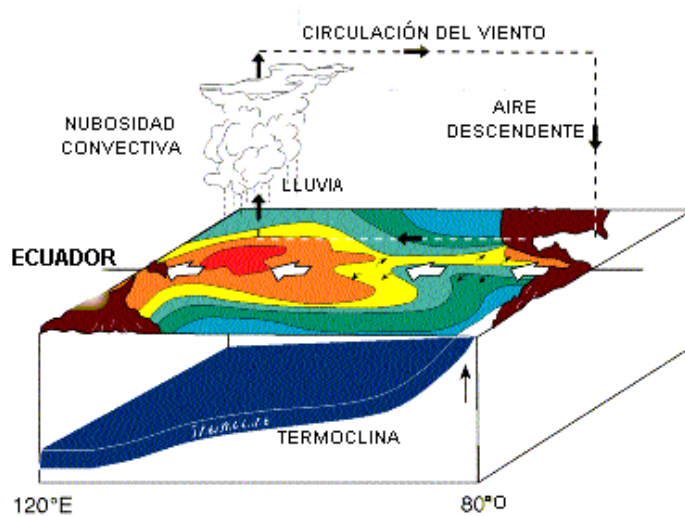 CIRCULACIÓN DEL VIENTO
NUBOSIDAD
CONVECTIVA
AIRE
DESCENDENTE
LLUVIA
ECUADOR
TERMOCLINA
120°E
80°O